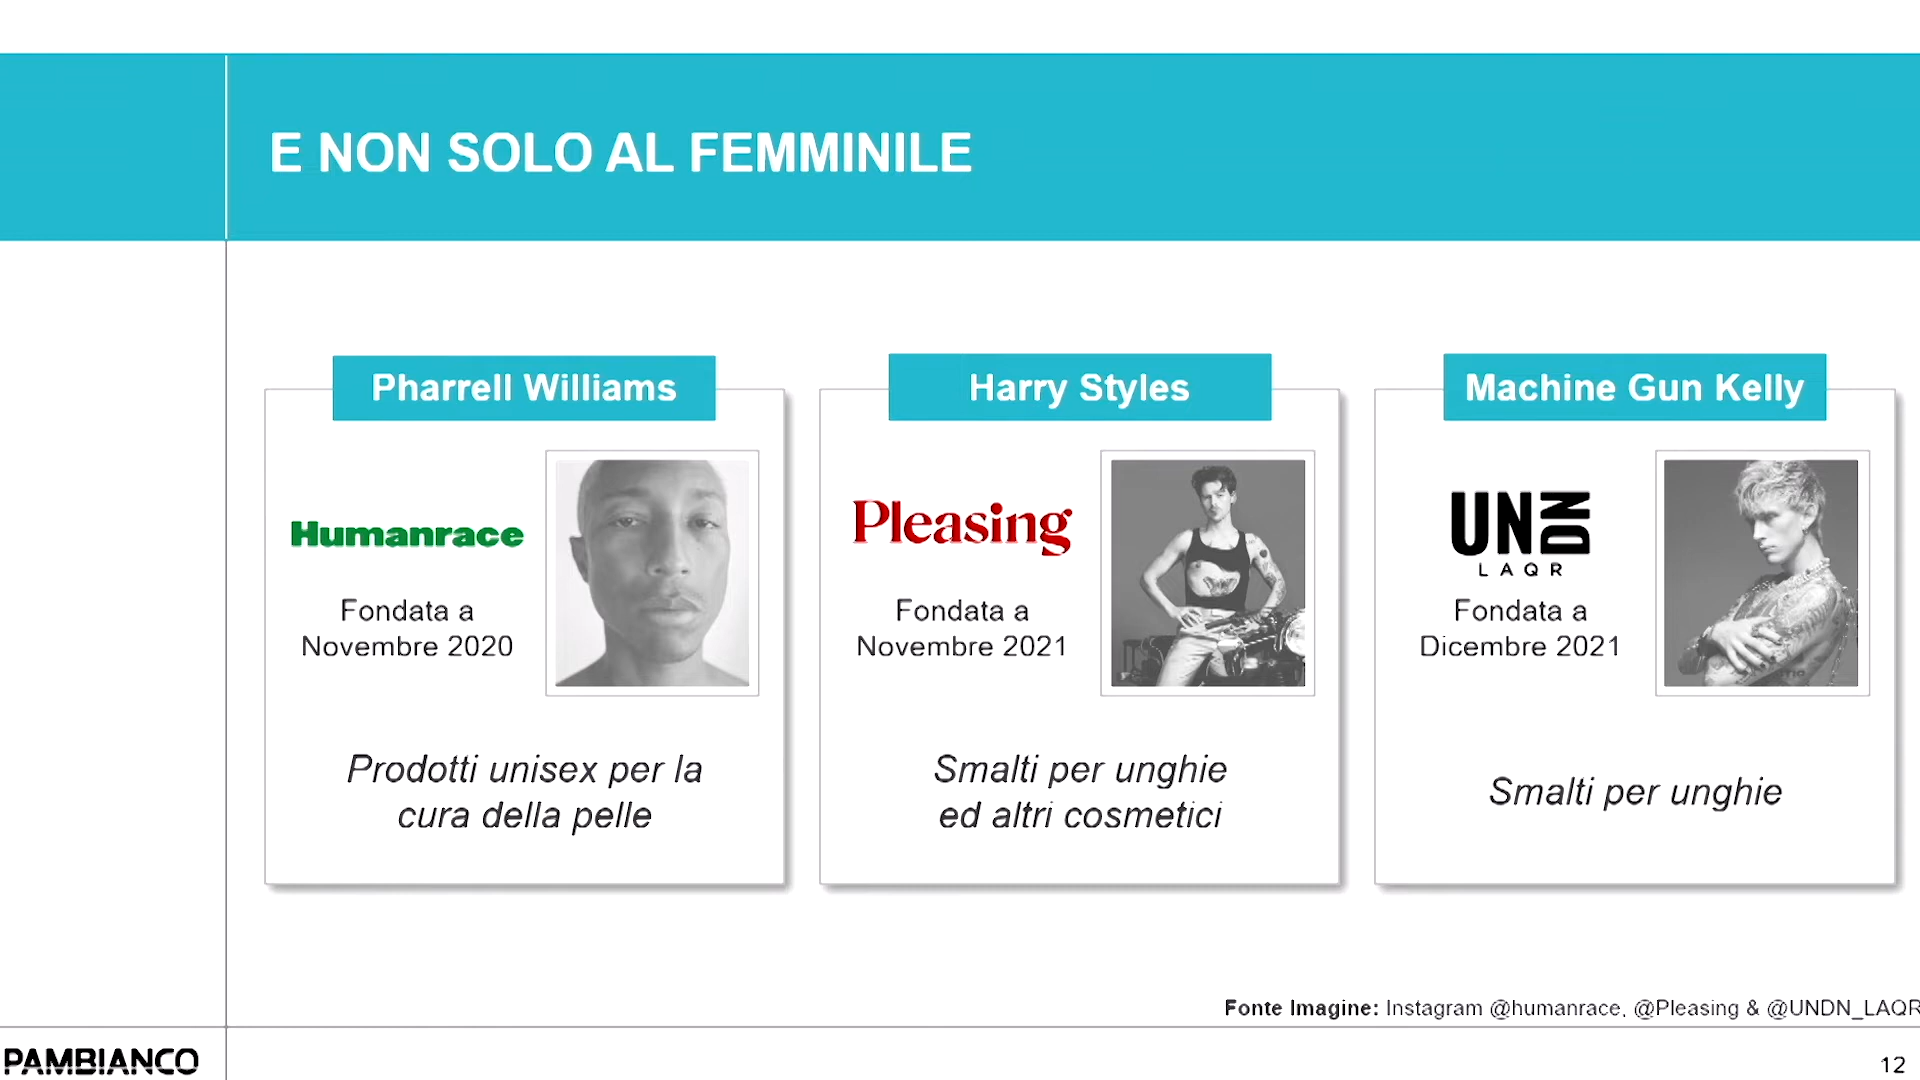 E NON SOLO AL FEMMINILE
Pharrell Williams
Humanrace
Fondata a
Novembre 2020
Prodotti unisex per la
cura della pelle
Harry Styles
Pleasing
Fondata a
Novembre 2021
Smalti per unghie
ed altri cosmetici
Machine Gun Kelly
UNDN
LAQR
Fondata a
Dicembre 2021
Smalti per unghie
Fonte Imagine: Instagram @humanrace, @Pleasing & @UNDN_LAQR
PAMBIANCO
12